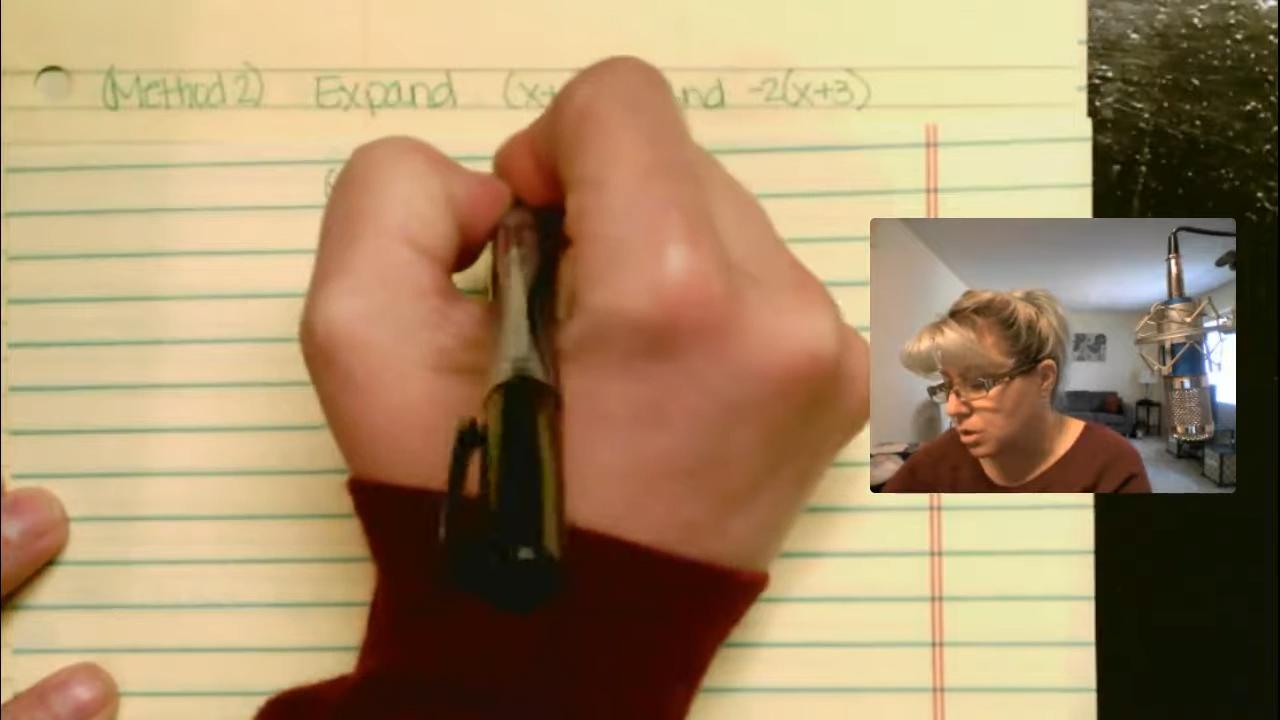 (Method 2) Expand (x+ nd -2(x+3)
(